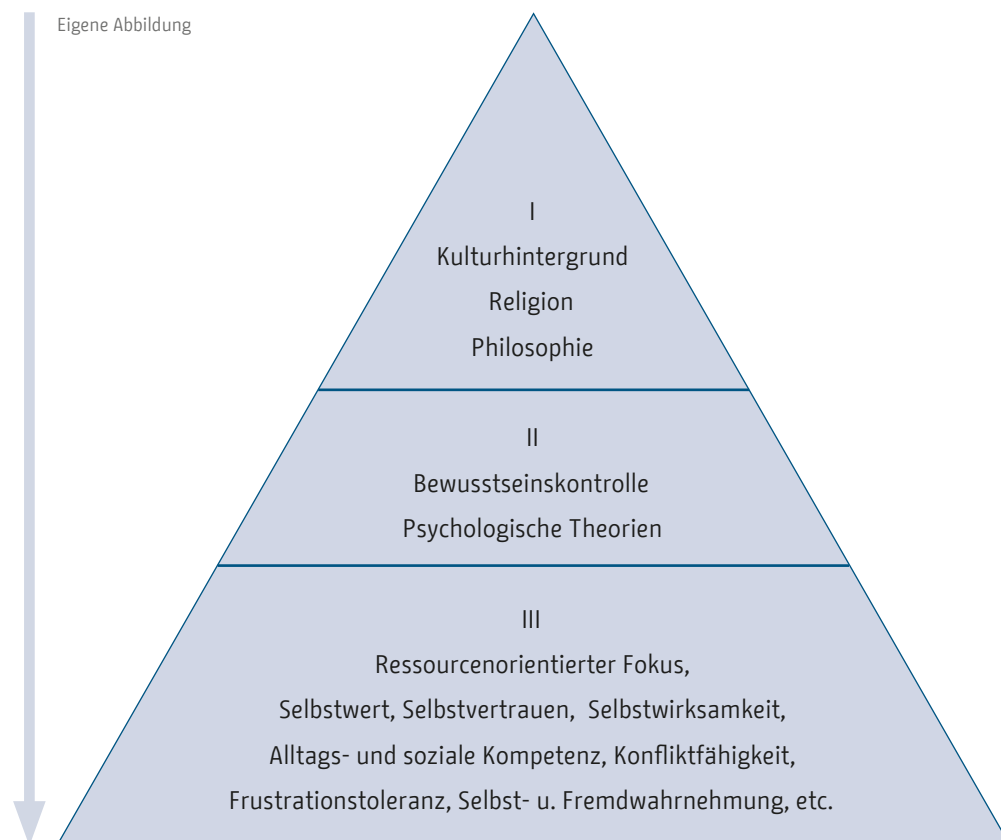 Eigene Abbildung
I
Kulturhintergrund
Religion
Philosophie
II
Bewusstseinskontrolle
Psychologische Theorien
III
Ressourcenorientierter Fokus,
Selbstwert, Selbstvertrauen, Selbstwirksamkeit,
Alltags- und soziale Kompetenz, Konfliktfähigkeit,
Frustrationstoleranz, Selbst- u. Fremdwahrnehmung, etc.